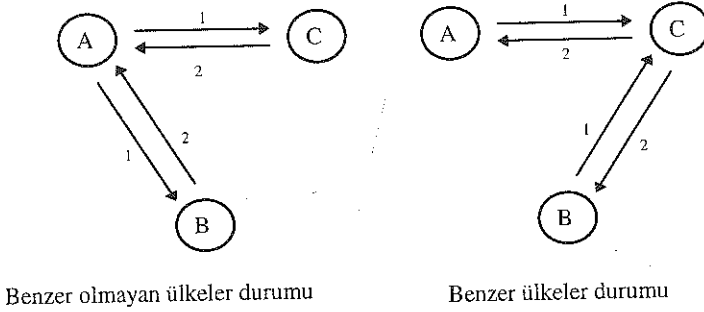 A 1 C
2
1 2
B
Benzer olmayan ülkeler durumu
A 1 C
2
1 2
B
Benzer ülkeler durumu